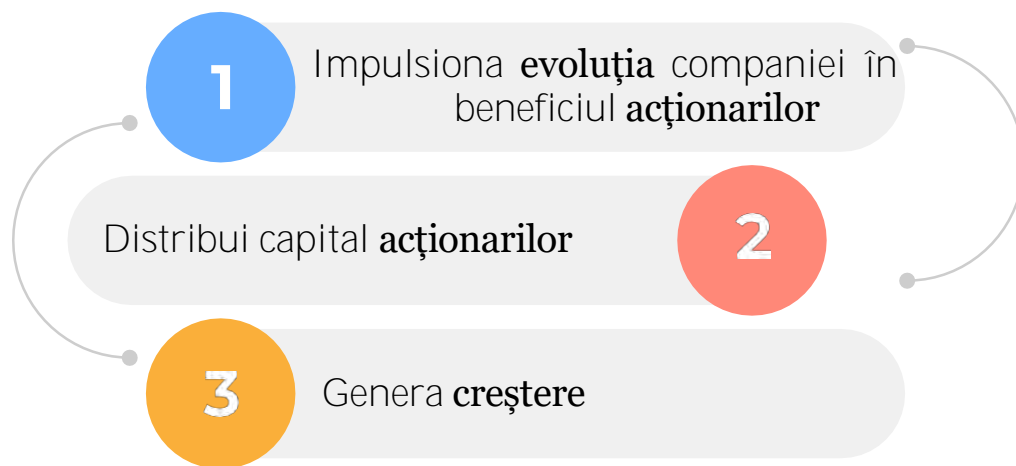 1
Impulsiona evoluția companiei în
beneficiul acționarilor
Distribui capital acționarilor
2
3
Genera creștere